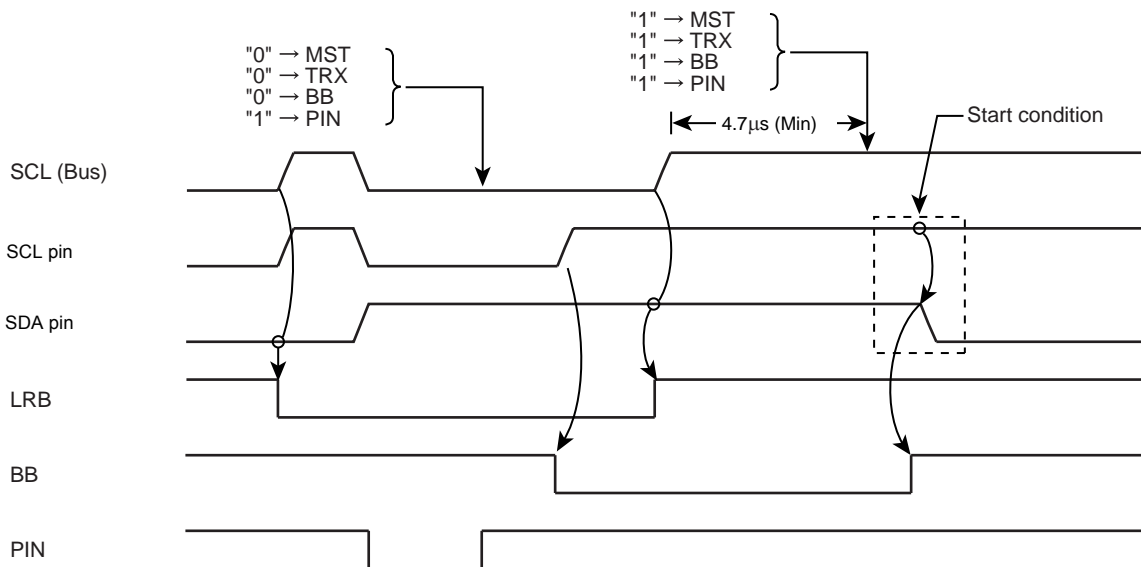 "0" → MST
"0" → TRX
"0" → BB
"1" → PIN
"1" → MST
"1" → TRX
"1" → BB
"1" → PIN
4.7μs (Min)
Start condition
SCL (Bus)
SCL pin
SDA pin
LRB
BB
PIN